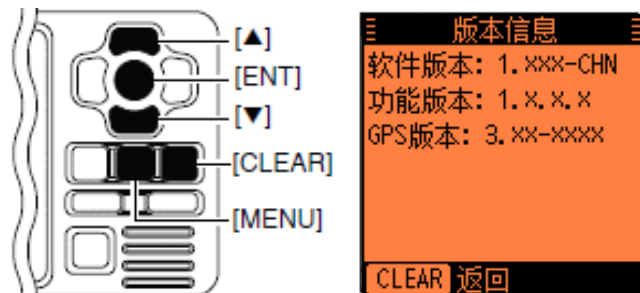 [▲]
[ENT]
[▼]
[CLEAR]
[MENU]
版本信息
软件版本: 1.xxx-CHN
功能版本: 1.x.x.x
GPS版本: 3.xx-xxxx
CLEAR 返回